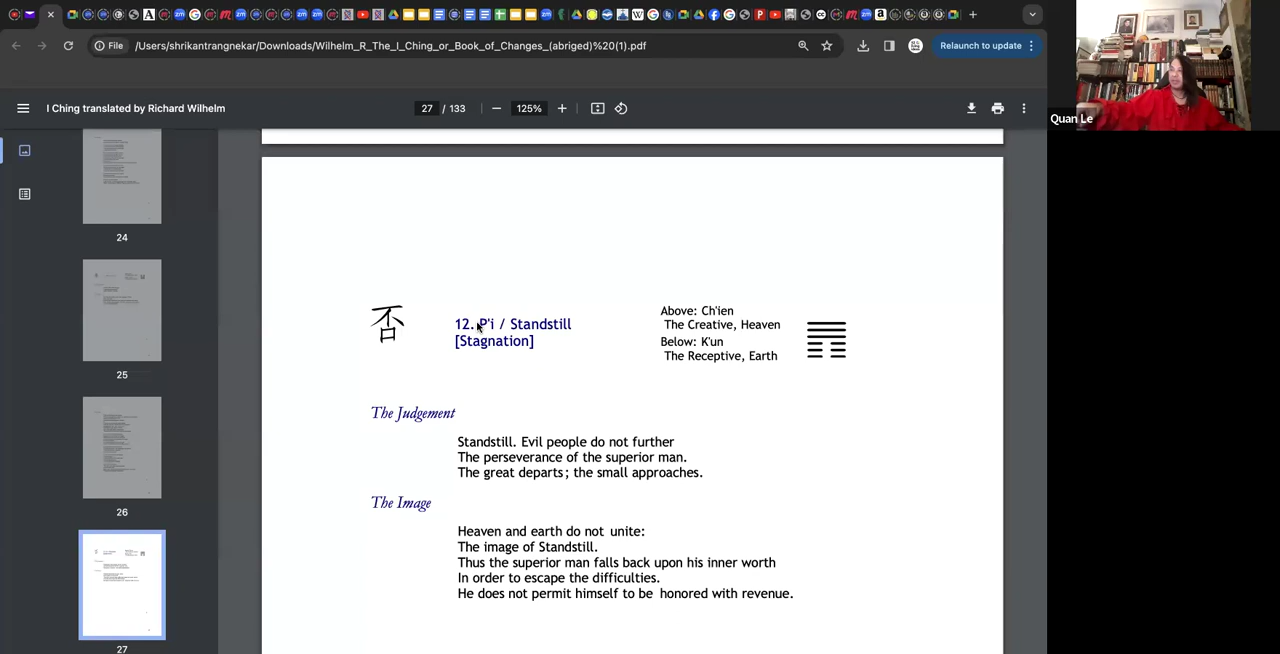 File
/Users/shrikantrangnekar/Downloads/Wilhelm_R_The_I_Ching_or_Book_of_Changes_(abriged)%20(1).pdf
Relaunch to update
I Ching translated by Richard Wilhelm
27 / 133
125%
Quan Le
24
25
26
27
否
12. P'i / Standstill
[Stagnation]
Above: Ch'ien
The Creative, Heaven
Below: K'un
The Receptive, Earth
The Judgement
Standstill. Evil people do not further
The perseverance of the superior man.
The great departs; the small approaches.
The Image
Heaven and earth do not unite:
The image of Standstill.
Thus the superior man falls back upon his inner worth
In order to escape the difficulties.
He does not permit himself to be honored with revenue.